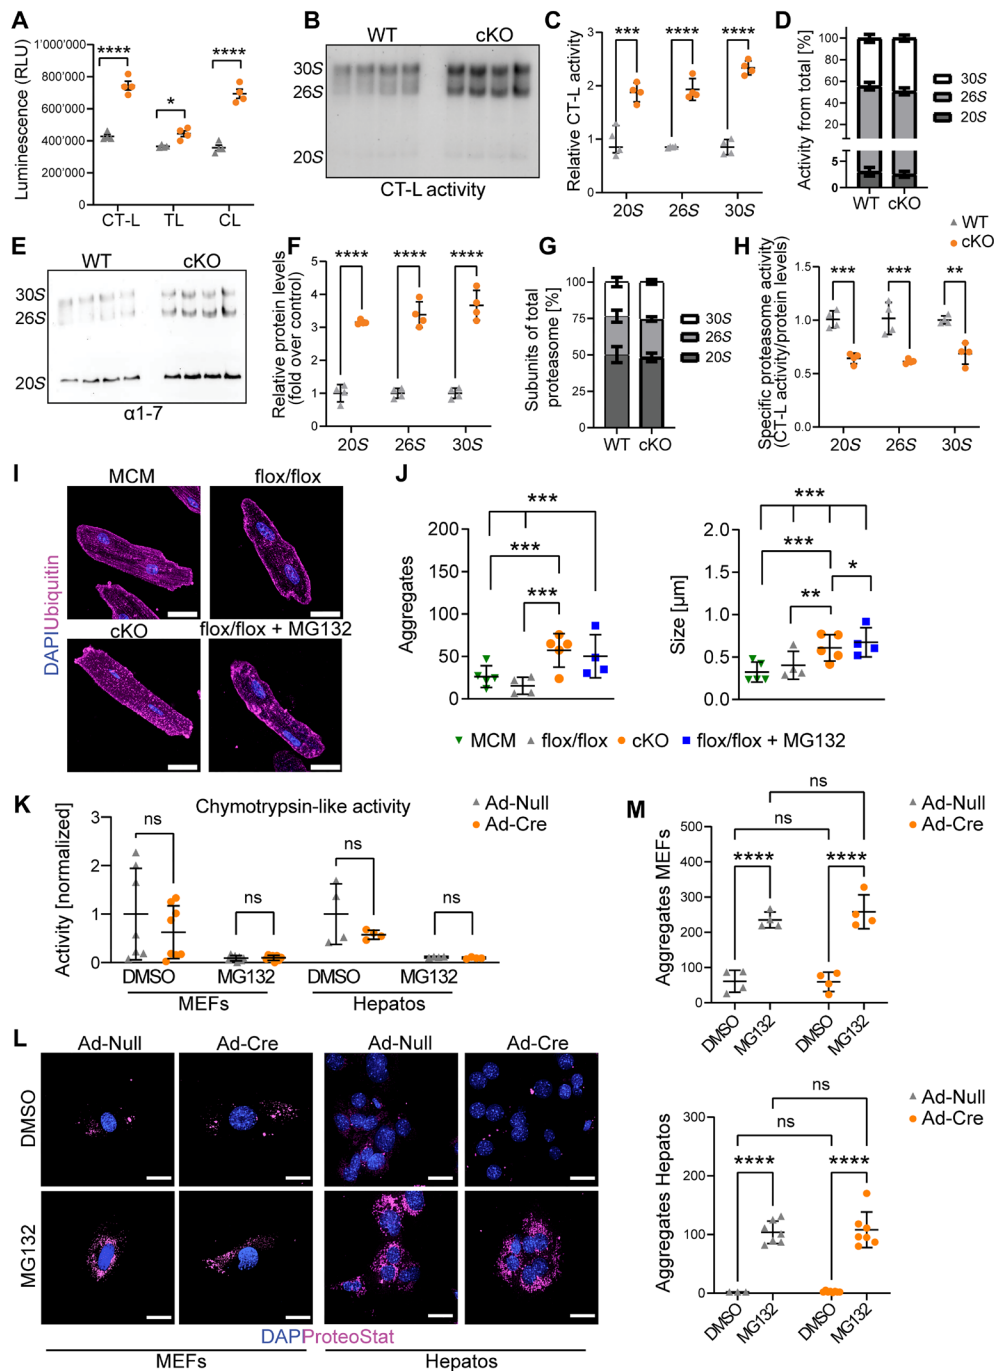 A
Luminescence (RLU)
1'000'000
800'000
600'000
400'000
200'000
0
****
*
****
CT-L
TL
CL
B
WT
cKO
30S
26S
20S
CT-L activity
C
Relative CT-L activity
3
2
1
0
***
****
****
20S
26S
30S
D
Activity from total [%]
100
80
60
40
20
5
0
30S
26S
20S
WT
cKO
WT
cKO
E
WT
cKO
30S
26S
20S
α1-7
F
Relative protein levels
(fold over control)
5
4
3
2
1
0
****
****
****
20S
26S
30S
G
Subunits of total
proteasome [%]
100
80
60
40
20
0
30S
26S
20S
WT
cKO
H
Specific proteasome activity
(CT-L activity/protein levels)
1.5
1.0
0.5
0.0
***
***
**
20S
26S
30S
I
DAPI Ubiquitin
MCM
flox/flox
cKO
flox/flox + MG132
J
Aggregates
200
150
100
50
0
***
***
***
Size [µm]
2.0
1.5
1.0
0.5
0.0
***
***
*
**
MCM
flox/flox
cKO
flox/flox + MG132
K
Chymotrypsin-like activity
Ad-Null
Ad-Cre
Activity [normalized]
3
2
1
0
ns
ns
ns
ns
DMSO
MG132
DMSO
MG132
MEFs
Hepatos
L
Ad-Null
Ad-Cre
Ad-Null
Ad-Cre
DMSO
MG132
DAPI ProteoStat
MEFs
Hepatos
M
Ad-Null
Ad-Cre
Aggregates MEFs
500
400
300
200
100
0
ns
ns
****
****
DMSO
MG132
DMSO
MG132
Ad-Null
Ad-Cre
Aggregates Hepatos
300
200
100
0
ns
ns
****
****
DMSO
MG132
DMSO
MG132